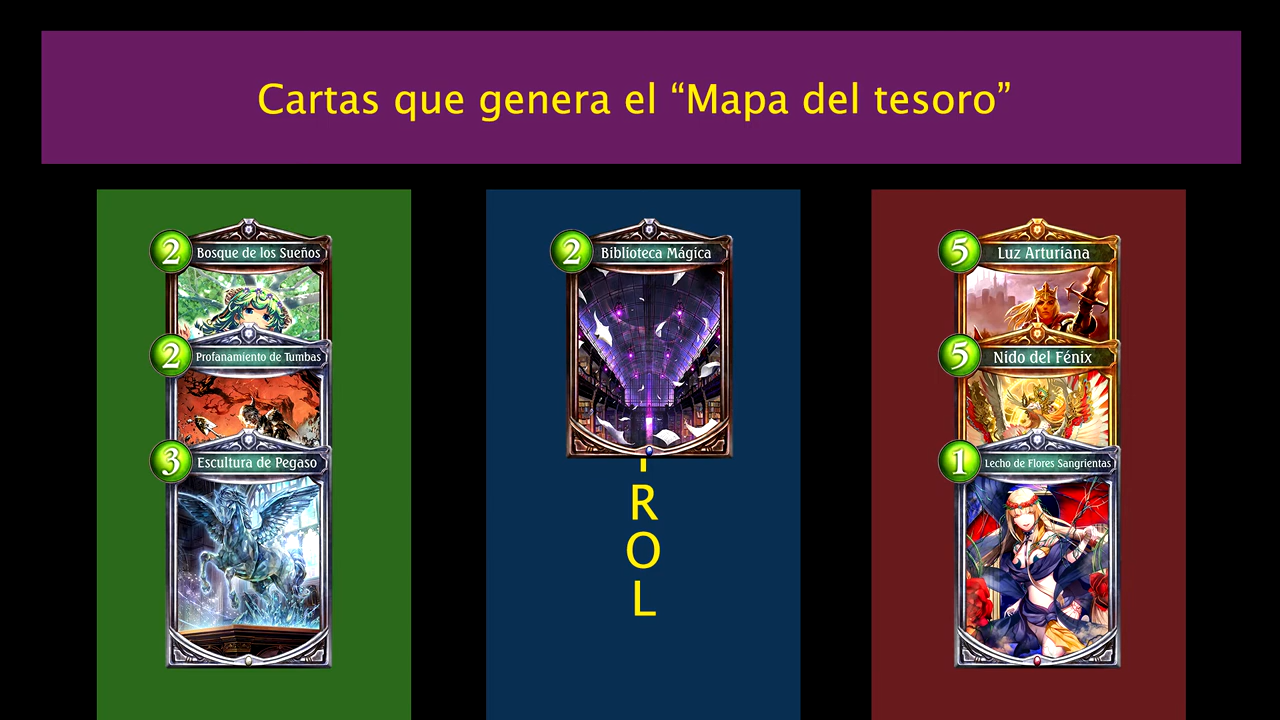 Cartas que genera el “Mapa del tesoro”
2
Bosque de los Sueños
2
Profanamiento de Tumbas
3
Escultura de Pegaso
2
Biblioteca Mágica
R
O
L
5
Luz Arturiana
5
Nido del Fénix
1
Lecho de Flores Sangrientas